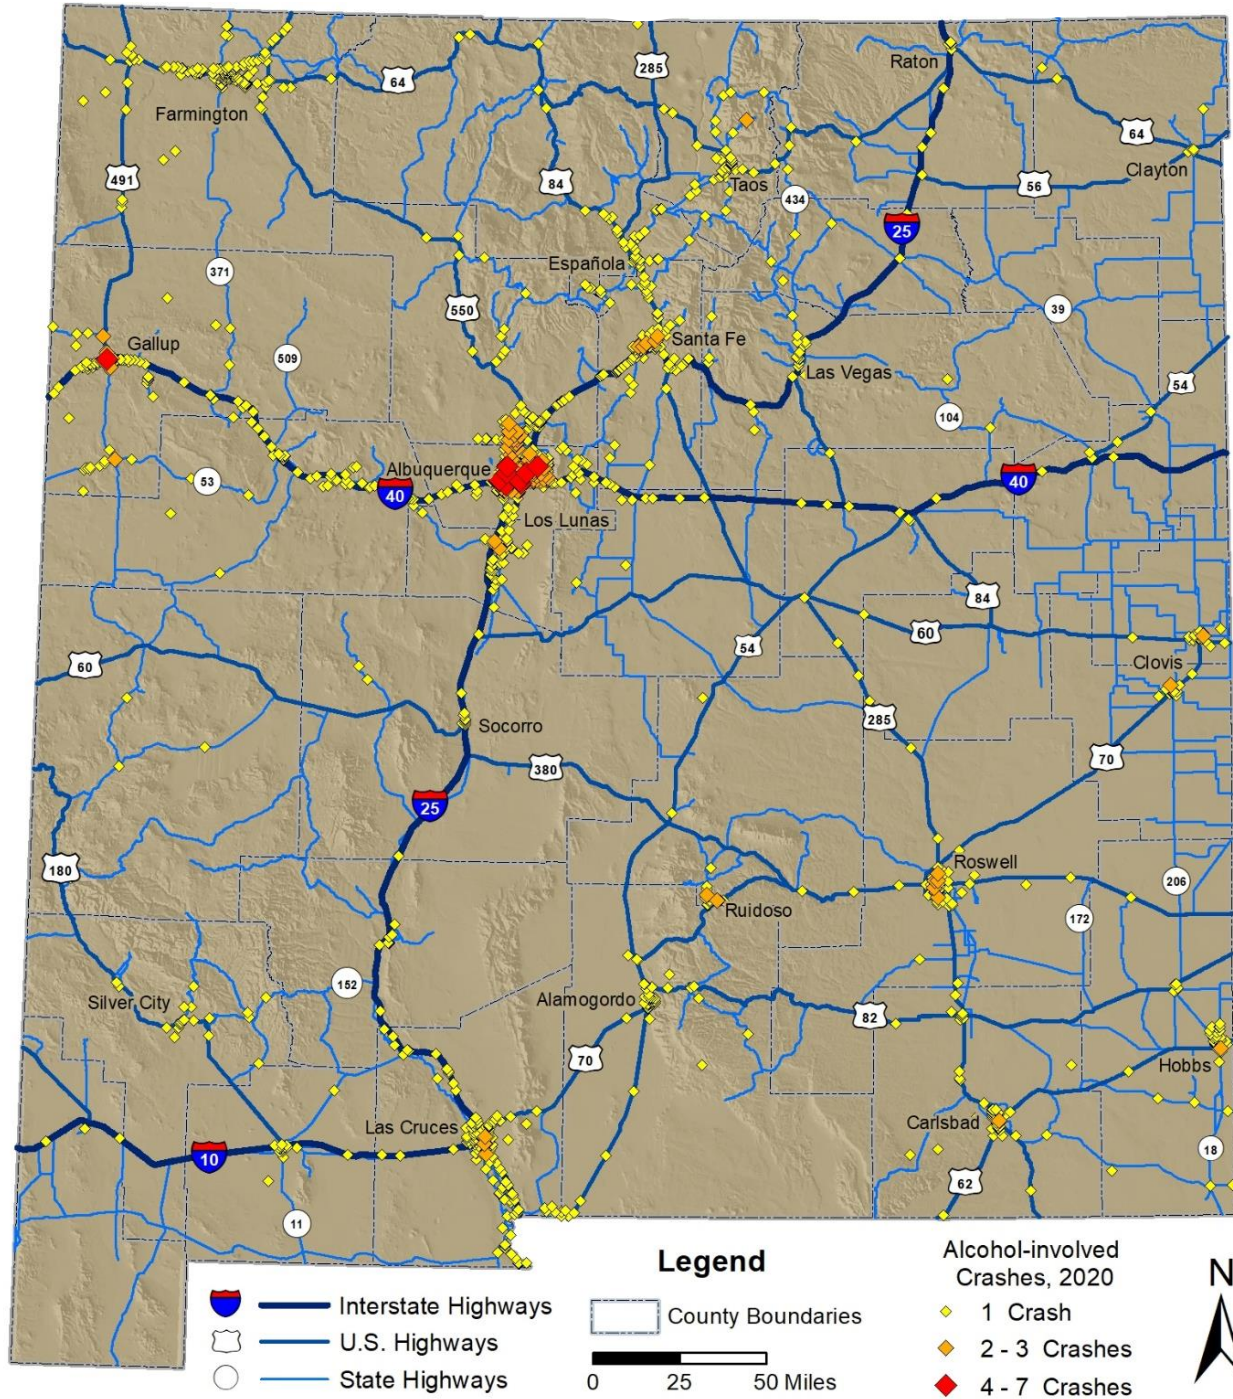 Raton
285
64
Farmington
64
Clayton
491
Taos
84
56
434
25
Española
371
550
39
Gallup
Santa Fe
509
Las Vegas
54
104
Albuquerque
53
40
40
Los Lunas
84
60
54
60
Clovis
285
Socorro
70
380
25
180
Roswell
206
Ruidoso
172
152
Silver City
Alamogordo
82
70
Hobbs
Las Cruces
Carlsbad
10
18
62
11
Legend
Interstate Highways
U.S. Highways
State Highways
County Boundaries
0 25 50 Miles
Alcohol-involved
Crashes, 2020
1 Crash
2 - 3 Crashes
4 - 7 Crashes
N